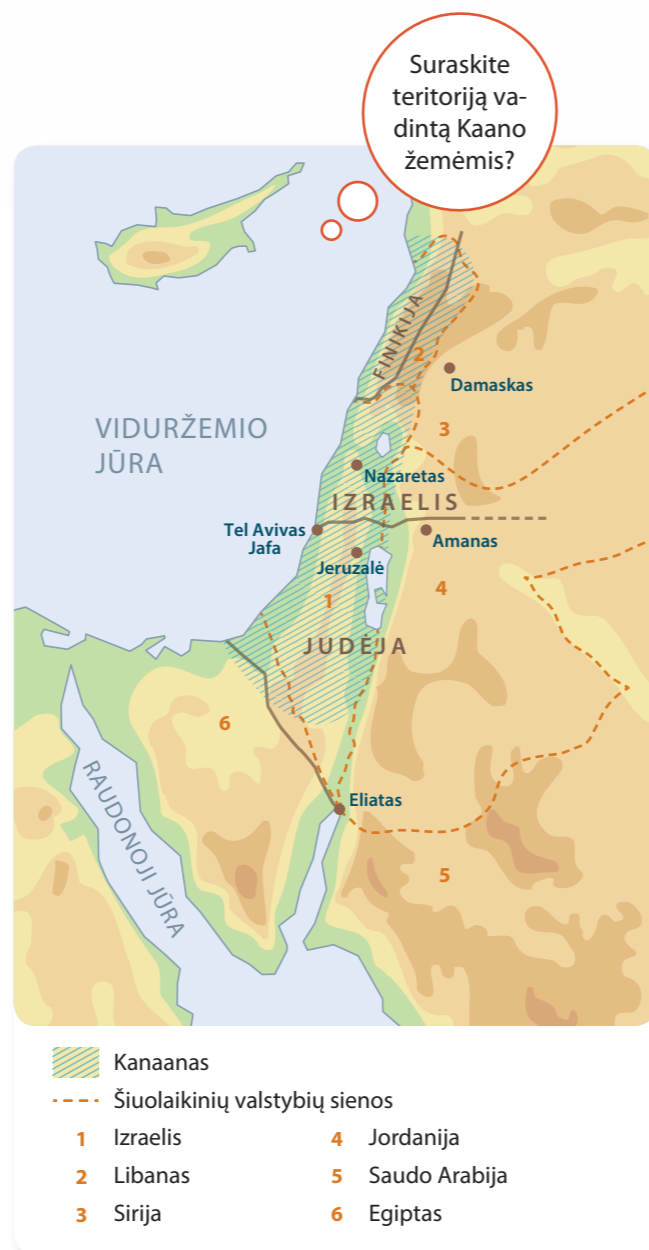 Suraskite
teritoriją va-
dintą Kaano
žemėmis?
FINIKIJA
2
Damaskas
VIDURŽEMIO
JŪRA
3
Nazaretas
IZRAELIS
Tel Avivas
Jafa
Amanas
Jeruzalė
1
4
JUDĖJA
6
RAUDONOJI JŪRA
Eliatas
5
Kanaanas
Šiuolaikinių valstybių sienos
1 Izraelis
2 Libanas
3 Sirija
4 Jordanija
5 Saudo Arabija
6 Egiptas